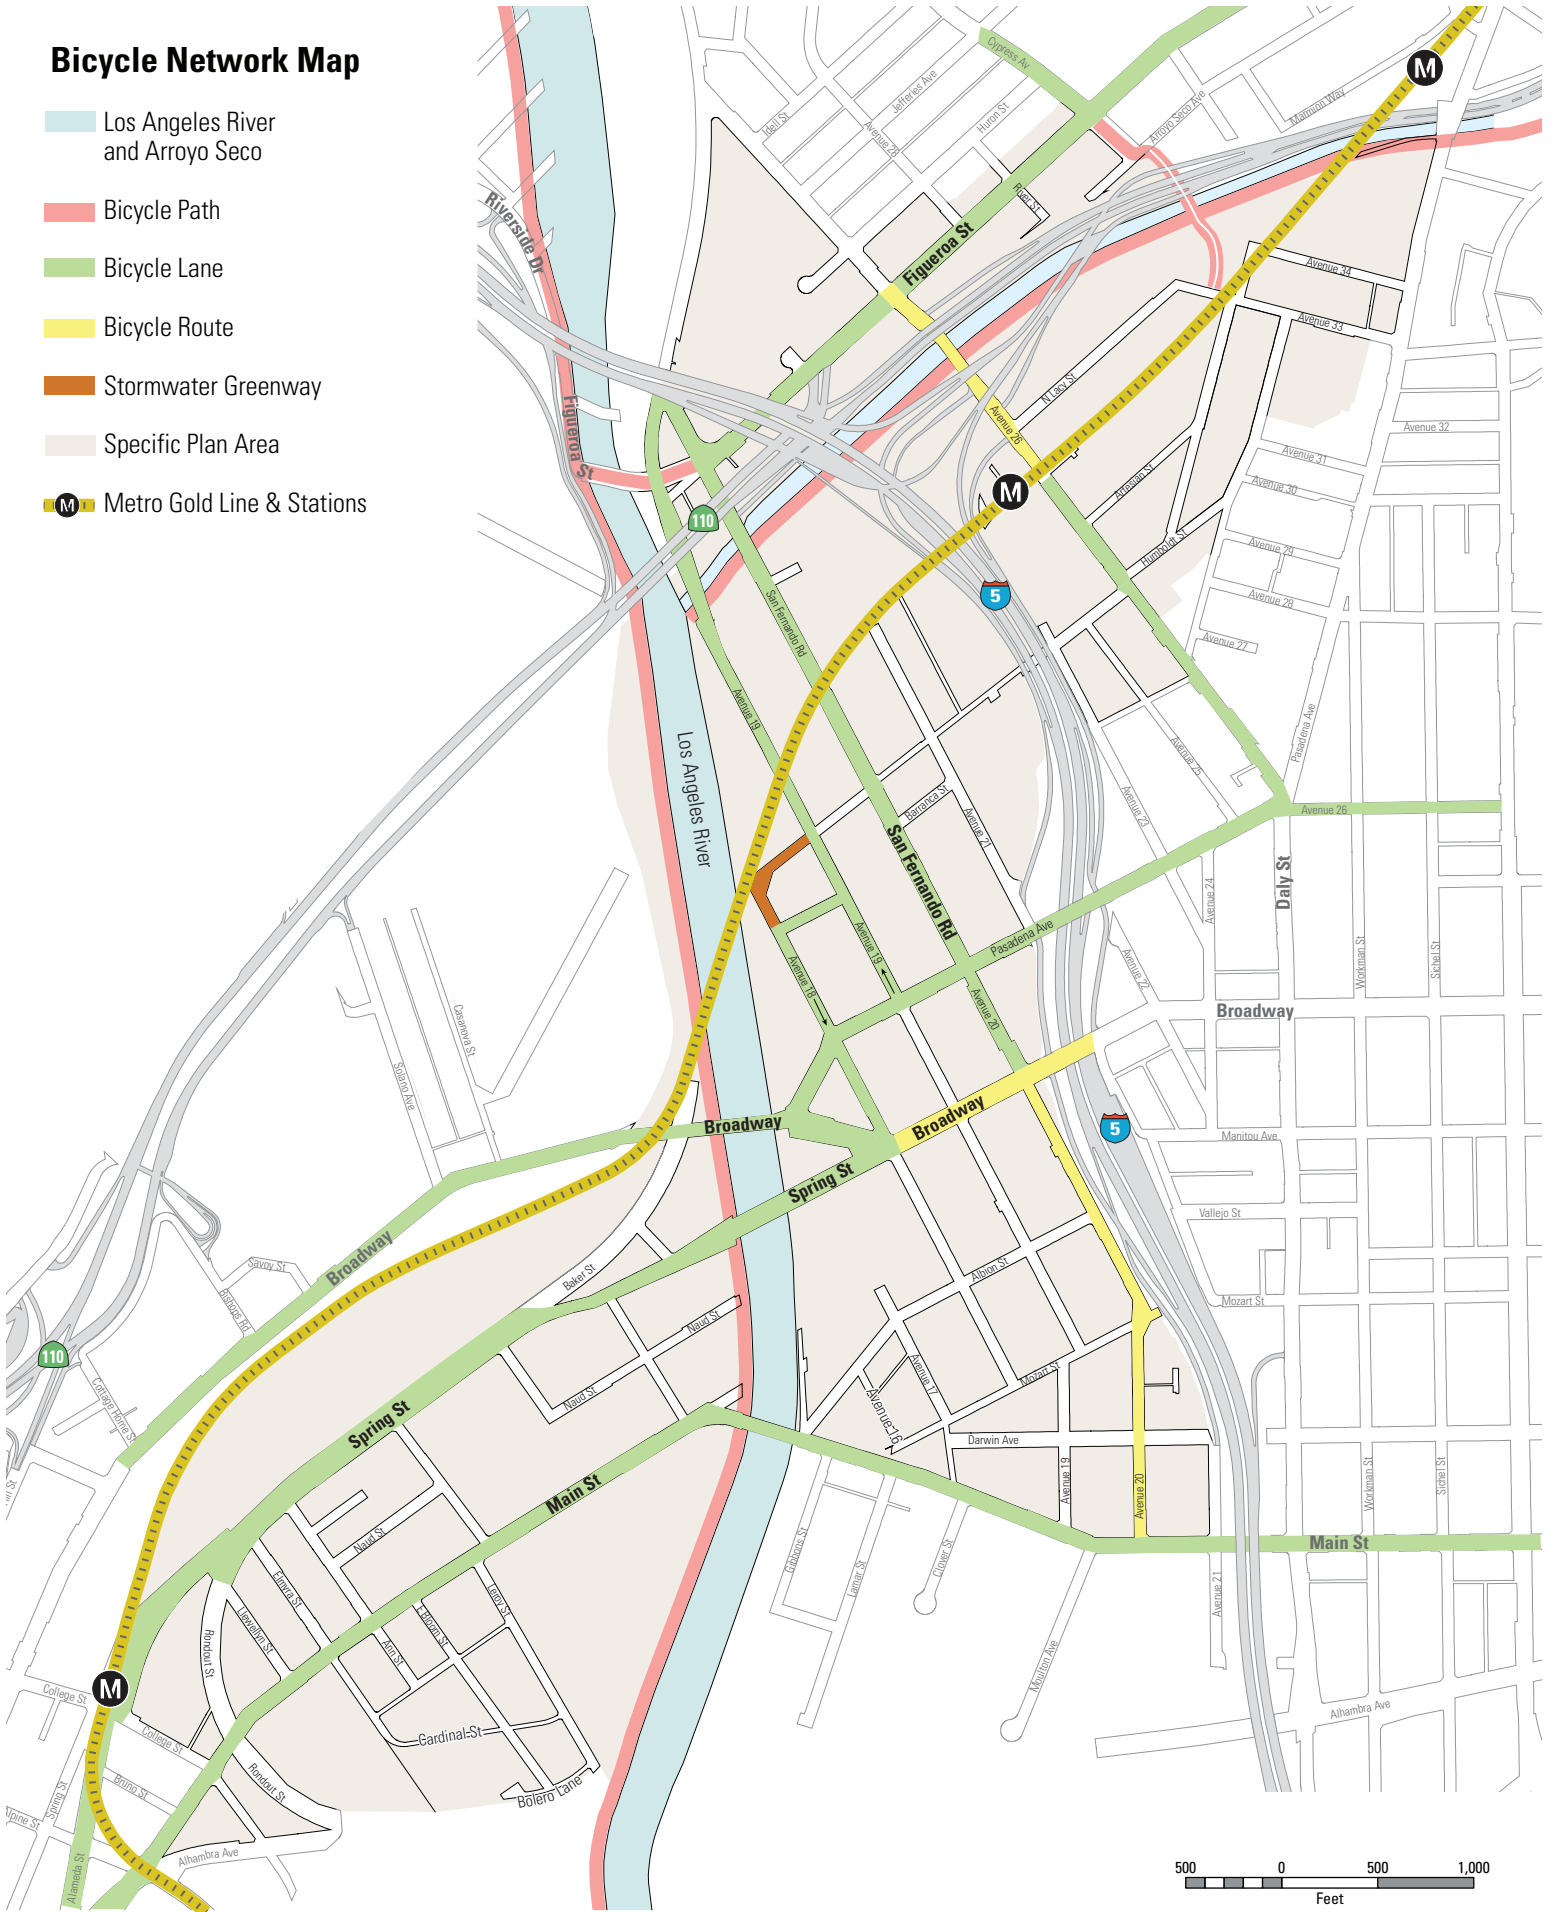 Bicycle Network Map
Los Angeles River
and Arroyo Seco
Bicycle Path
Bicycle Lane
Bicycle Route
Stormwater Greenway
Specific Plan Area
M
Metro Gold Line & Stations
Cypress Av
Jefferies Ave
Huron St
Idell St
Avenue 28
Arroyo Seco Ave
Marmion Way
M
River St
Riverside Dr
Figueroa St
Avenue 34
Avenue 33
N Lacy St
Avenue 26
Figueroa
St
Avenue 32
Avenue 31
Avenue 30
Artesian St
M
110
Humboldt St
Avenue 29
5
Avenue 28
San Fernando Rd
Avenue 27
Avenue 19
Pasadena Ave
Avenue 25
Los Angeles River
Avenue 23
Barranca St
Avenue 21
Avenue 26
San Fernando Rd
Daly St
Avenue 24
Pasadena Ave
Avenue 19
Avenue 18
Avenue 22
Workman St
Sichel St
Avenue 20
Broadway
Casanova St
Solano Ave
Broadway
Broadway
5
Manitou Ave
Spring St
Vallejo St
Broadway
Savoy St
Bishops Rd
Baker St
Albion St
Mozart St
Naud St
110
Cottage Home St
Naud St
Mozart St
Avenue 17
Avenue 16
Spring St
Darwin Ave
Main St
Avenue 19
Avenue 20
Workman St
Sichel St
Main St
Naud St
Gibbons St
Lamar St
Clover St
Avenue 21
Elmyra St
Llewellyn St
Leroy St
E Bloom St
Ann St
Rondout St
Moulton Ave
M
College St
College St
Cardinal St
Alhambra Ave
Rondout St
Bruno St
Bolero Lane
Spring St
Alpine St
Alhambra Ave
Alameda St
500 0 500 1,000
Feet